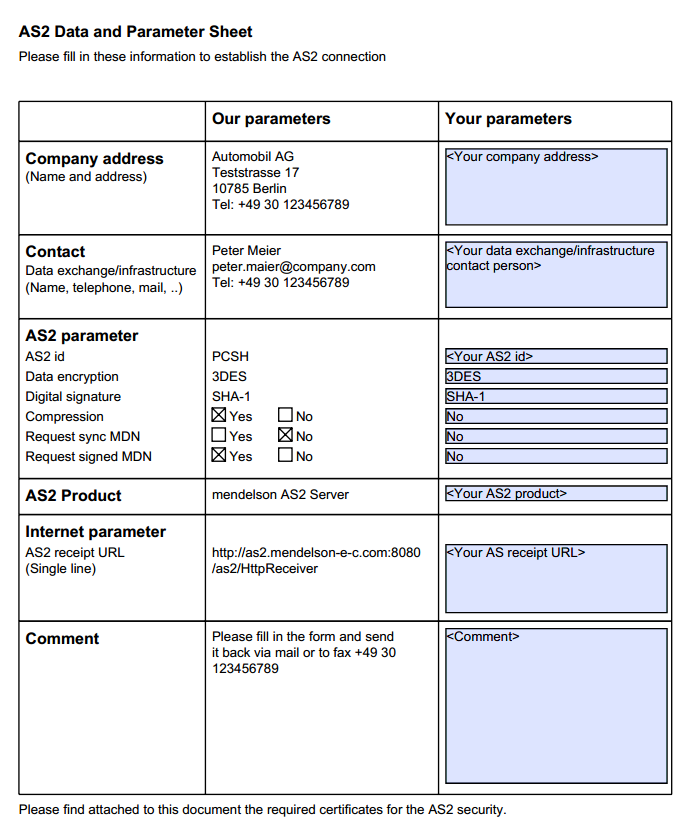 AS2 Data and Parameter Sheet
Please fill in these information to establish the AS2 connection
Our parameters
Your parameters
Company address
(Name and address)
Automobil AG
Teststrasse 17
10785 Berlin
Tel: +49 30 123456789
<Your company address>
Contact
Data exchange/infrastructure
(Name, telephone, mail, ..)
Peter Meier
peter.maier@company.com
Tel: +49 30 123456789
<Your data exchange/infrastructure
contact person>
AS2 parameter
AS2 id
PCSH
<Your AS2 id>
Data encryption
3DES
3DES
Digital signature
SHA-1
SHA-1
Compression
Yes
No
No
Request sync MDN
Yes
No
No
Request signed MDN
Yes
No
No
AS2 Product
mendelson AS2 Server
<Your AS2 product>
Internet parameter
AS2 receipt URL
(Single line)
http://as2.mendelson-e-c.com:8080
/as2/HttpReceiver
<Your AS receipt URL>
Comment
Please fill in the form and send
it back via mail or to fax +49 30
123456789
<Comment>
Please find attached to this document the required certificates for the AS2 security.